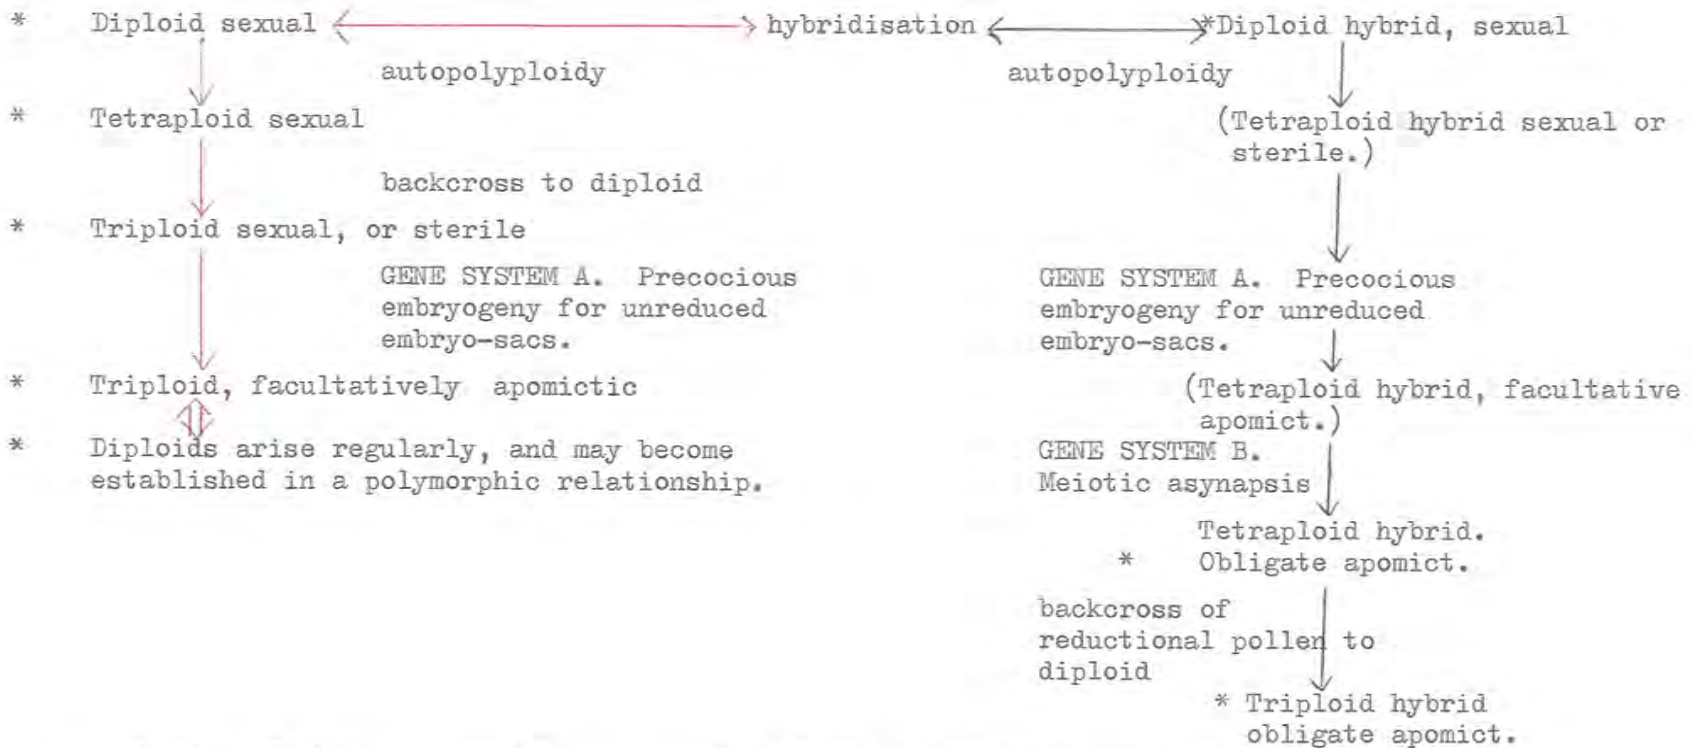 * Diploid sexual hybridisation *Diploid hybrid, sexual
autopolyploidy autopolyploidy
* Tetraploid sexual (Tetraploid hybrid sexual or
sterile.)
backcross to diploid
* Triploid sexual, or sterile
GENE SYSTEM A. Precocious GENE SYSTEM A. Precocious
embryogeny for unreduced embryogeny for unreduced
embryo-sacs. embryo-sacs.
* Triploid, facultatively apomictic (Tetraploid hybrid, facultative
apomict.)
* Diploids arise regularly, and may become GENE SYSTEM B.
established in a polymorphic relationship. Meiotic asynapsis
Tetraploid hybrid.
* Obligate apomict.
backcross of
reductional pollen to
diploid
* Triploid hybrid
obligate apomict.